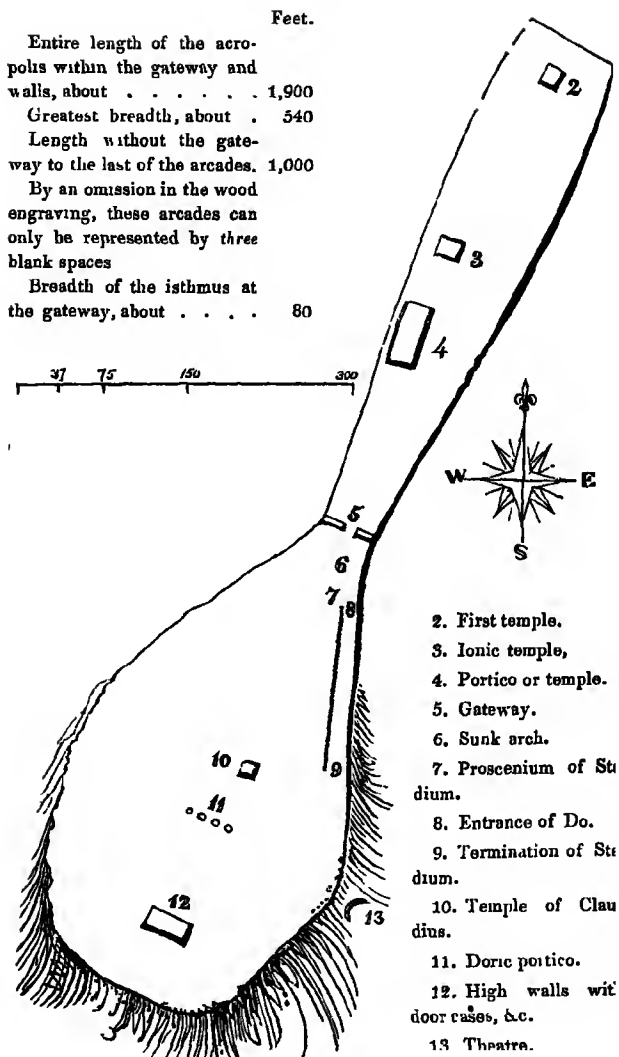 Feet.
Entire length of the acro-
polis within the gateway and
walls, about . . . . . . 1,900
Greatest breadth, about . 540
Length without the gate-
way to the last of the arcades. 1,000
By an omission in the wood
engraving, these arcades can
only be represented by three
blank spaces
Breadth of the isthmus at
the gateway, about . . . . 80
2
3
4
37 75 150 300
W E
S
5
6
7
8
9
10
11
12
13
2. First temple.
3. Ionic temple,
4. Portico or temple.
5. Gateway.
6. Sunk arch.
7. Proscenium of Sta
dium.
8. Entrance of Do.
9. Termination of Sta
dium.
10. Temple of Clau
dius.
11. Doric portico.
12. High walls wit
door cases, &c.
13 Theatre.